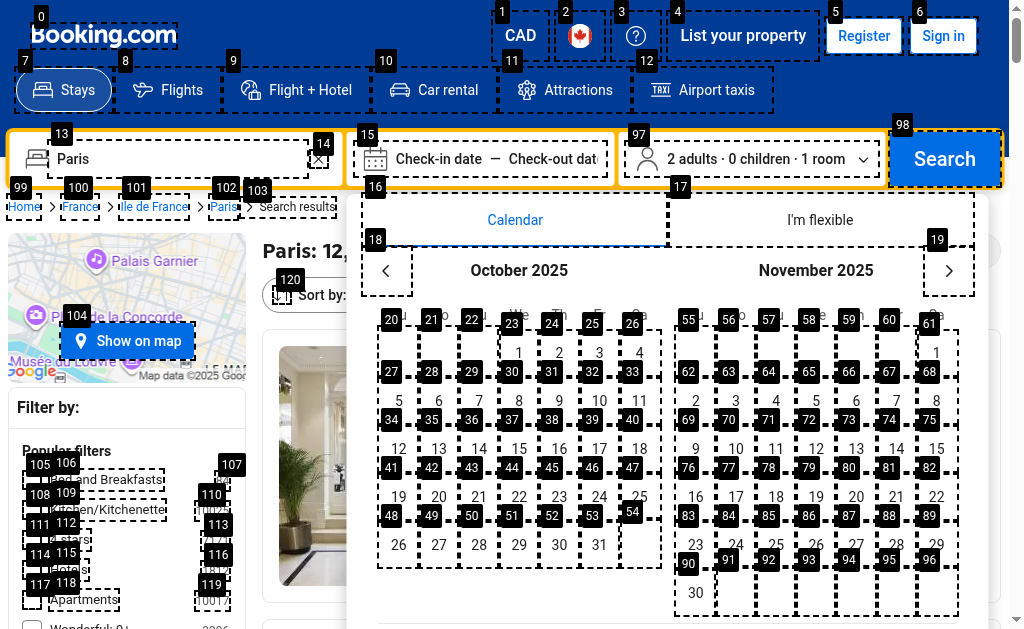 0
1
2
3
4
5
6
Booking.com
CAD
List your property
Register
Sign in
7
8
9
10
11
12
Stays
Flights
Flight + Hotel
Car rental
Attractions
Airport taxis
13
14
15
97
98
Paris
Check-in date — Check-out dat
2 adults · 0 children · 1 room
Search
99
100
101
102
103
16
17
Home
France
Ile de France
Paris
Search results
Calendar
I'm flexible
18
19
Palais Garnier
Paris: 12,
October 2025
November 2025
120
Sort by:
104
Show on map
Musée du Louvre
Google
Map data ©2025 Goo
20 21 22 23 24 25 26 55 56 57 58 59 60 61
1 2 3 4 1
27 28 29 30 31 32 33 62 63 64 65 66 67 68
5 6 7 8 9 10 11 2 3 4 5 6 7 8
34 35 36 37 38 39 40 69 70 71 72 73 74 75
12 13 14 15 16 17 18 9 10 11 12 13 14 15
41 42 43 44 45 46 47 76 77 78 79 80 81 82
19 20 21 22 23 24 25 16 17 18 19 20 21 22
48 49 50 51 52 53 54 83 84 85 86 87 88 89
26 27 28 29 30 31 23 24 25 26 27 28 29
90 91 92 93 94 95 96
30
Filter by:
Popular filters
105 106 107
Bed and Breakfasts
108 109 110
Kitchen/Kitchenette
111 112 113
stars
114 115 116
Hotels
117 118 119
Apartments 10017